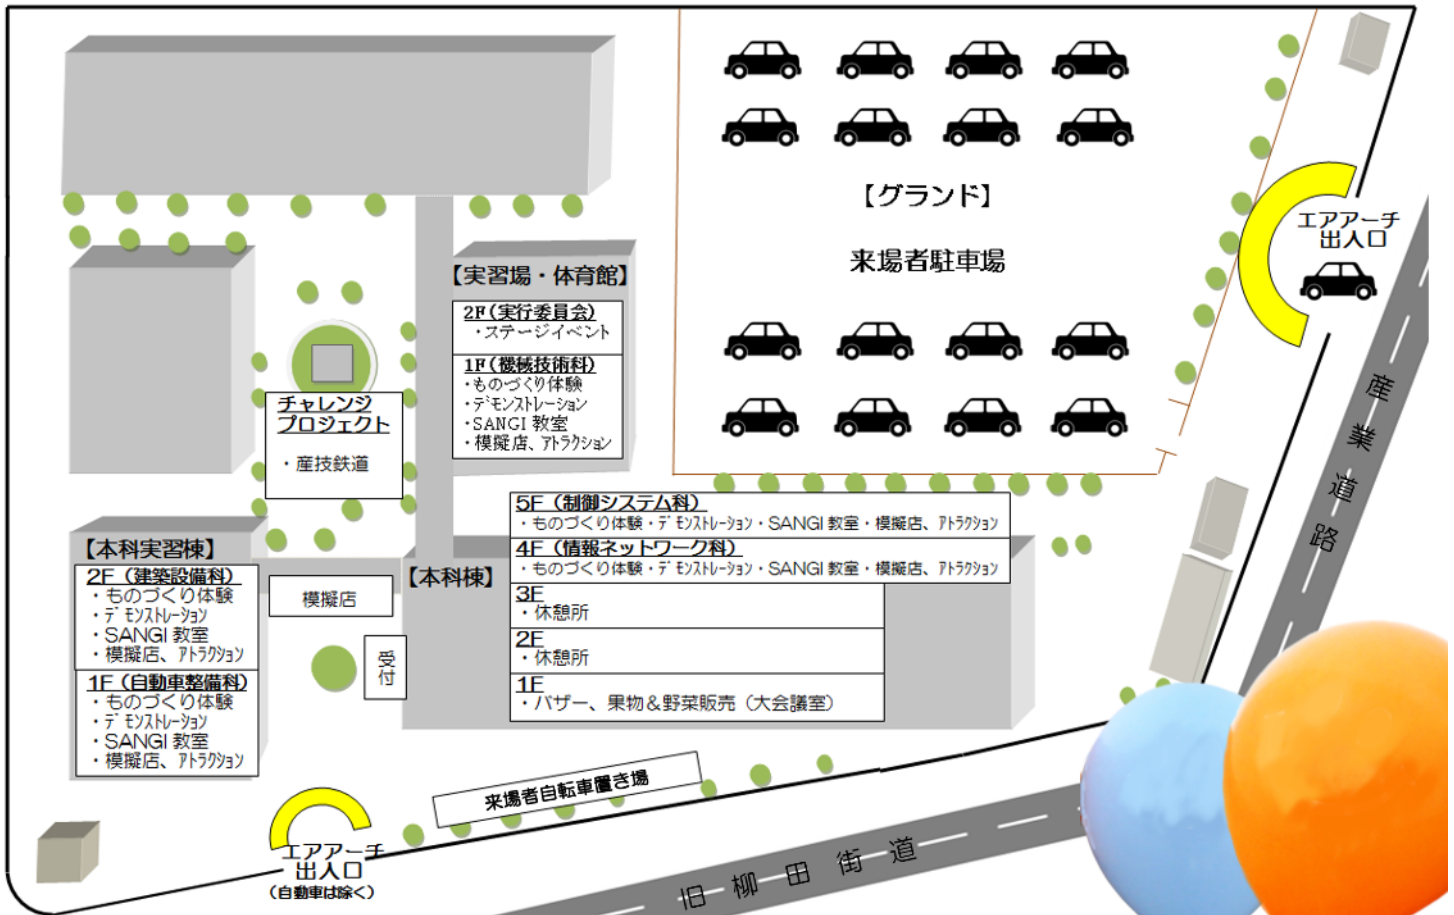 【グランド】
来場者駐車場
エアアーチ
出入口
【実習場・体育館】
2F(実行委員会)
・ステージイベント
1F(機械技術科)
・ものづくり体験
・デモンストレーション
・SANGI 教室
・模擬店、アトラクション
チャレンジ
プロジェクト
・産技鉄道
産業道路
5F（制御システム科）
・ものづくり体験・デモンストレーション・SANGI 教室・模擬店、アトラクション
4F（情報ネットワーク科）
・ものづくり体験・デモンストレーション・SANGI 教室・模擬店、アトラクション
3F
・休憩所
2F
・休憩所
1F
・バザー、果物＆野菜販売（大会議室）
【本科棟】
【本科実習棟】
2F（建築設備科）
・ものづくり体験
・デモンストレーション
・SANGI 教室
・模擬店、アトラクション
1F（自動車整備科）
・ものづくり体験
・デモンストレーション
・SANGI 教室
・模擬店、アトラクション
模擬店
受付
来場者自転車置き場
エアアーチ
出入口
（自動車は除く）
旧柳田街道